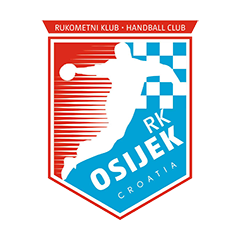 RUKOMETNI KLUB • HANDBALL CLUB
RK
OSIJEK
CROATIA